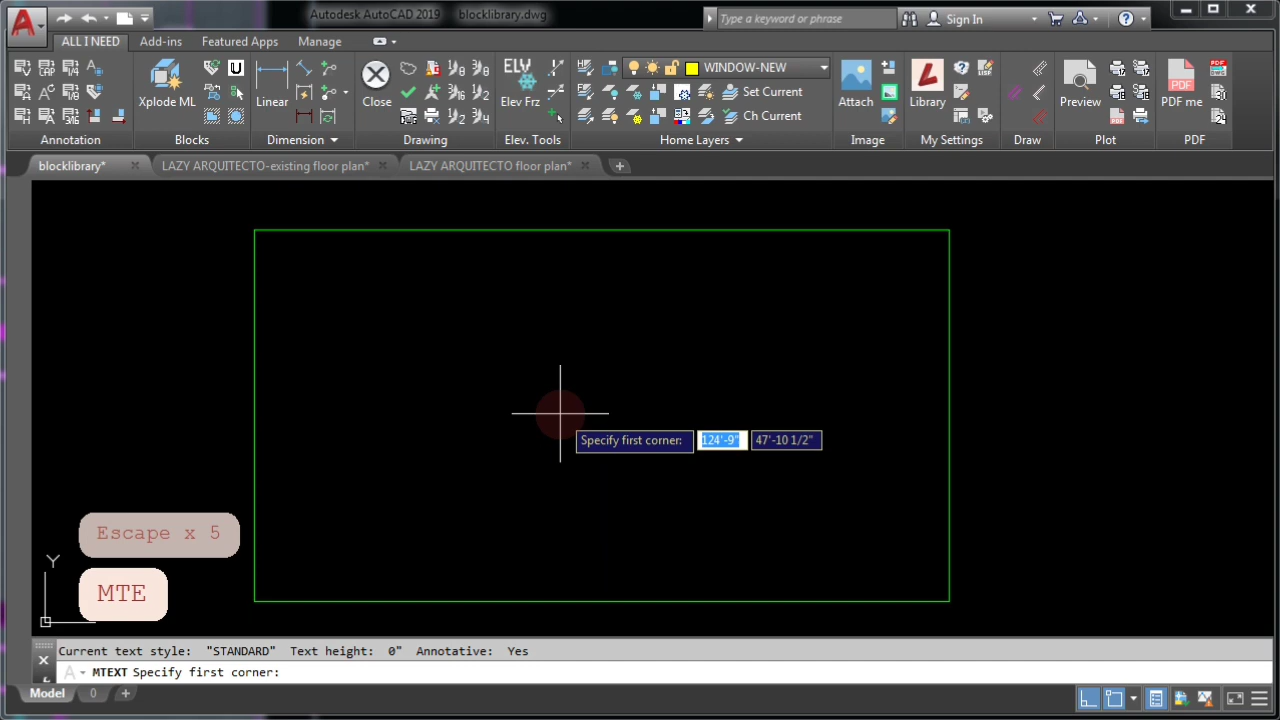 Autodesk AutoCAD 2019 blocklibrary.dwg
Type a keyword or phrase
Sign In
ALL I NEED Add-ins Featured Apps Manage
ELV
WINDOW-NEW
Xplode ML Linear Close Elev Frz Set Current Attach Library Preview PDF me
Ch Current
Annotation Blocks Dimension Drawing Elev. Tools Home Layers Image My Settings Draw Plot PDF
blocklibrary* LAZY ARQUITECTO-existing floor plan* LAZY ARQUITECTO floor plan*
Specify first corner: 124'-9" 47'-10 1/2"
Escape x 5
Y
MTE
Current text style: "STANDARD" Text height: 0" Annotative: Yes
MTEXT Specify first corner:
Model 0